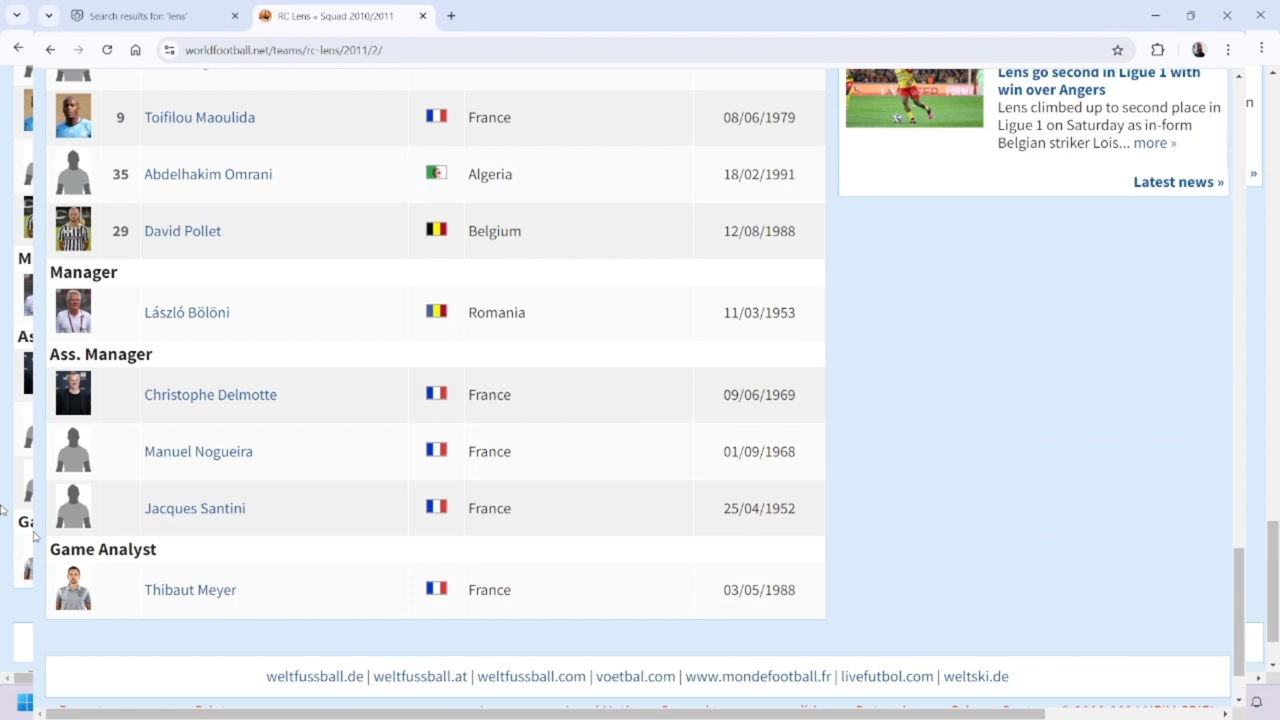 Search results for: 'lens'
RC Lens » Squad 2010/2011
worldfootball.net/teams/rc-lens/2011/2/
9 Toifilou Maoulida France 08/06/1979
35 Abdelhakim Omrani Algeria 18/02/1991
29 David Pollet Belgium 12/08/1988
Manager
László Bölöni Romania 11/03/1953
Ass. Manager
Christophe Delmotte France 09/06/1969
Manuel Nogueira France 01/09/1968
Jacques Santini France 25/04/1952
Game Analyst
Thibaut Meyer France 03/05/1988
Lens go second in Ligue 1 with
win over Angers
Lens climbed up to second place in
Ligue 1 on Saturday as in-form
Belgian striker Lois... more »
Latest news »
n
»
M
As
Ga
weltfussball.de | weltfussball.at | weltfussball.com | voetbal.com | www.mondefootball.fr | livefutbol.com | weltski.de